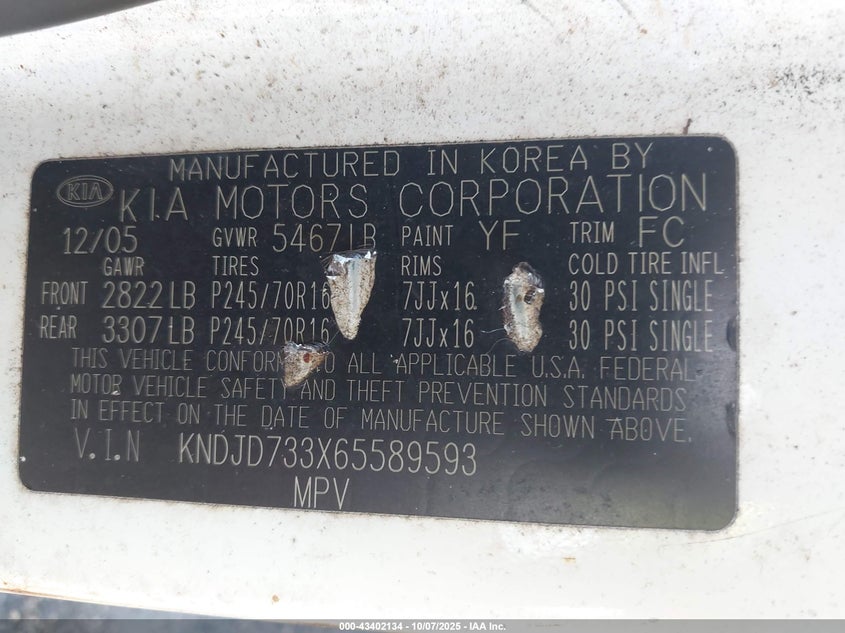 MANUFACTURED IN KOREA BY
KIA KIA MOTORS CORPORATION
12/05 GVWR 5467LB PAINT YF TRIM FC
GAWR TIRES RIMS COLD TIRE INFL
FRONT 2822LB P245/70R16 7JJx16 30 PSI SINGLE
REAR 3307LB P245/70R16 7JJx16 30 PSI SINGLE
THIS VEHICLE CONFORMS TO ALL APPLICABLE U.S.A. FEDERAL
MOTOR VEHICLE SAFETY AND THEFT PREVENTION STANDARDS
IN EFFECT ON THE DATE OF MANUFACTURE SHOWN ABOVE.
V.I.N KNDJD733X65589593
MPV
000-43402134 - 10/07/2025 - IAA Inc.